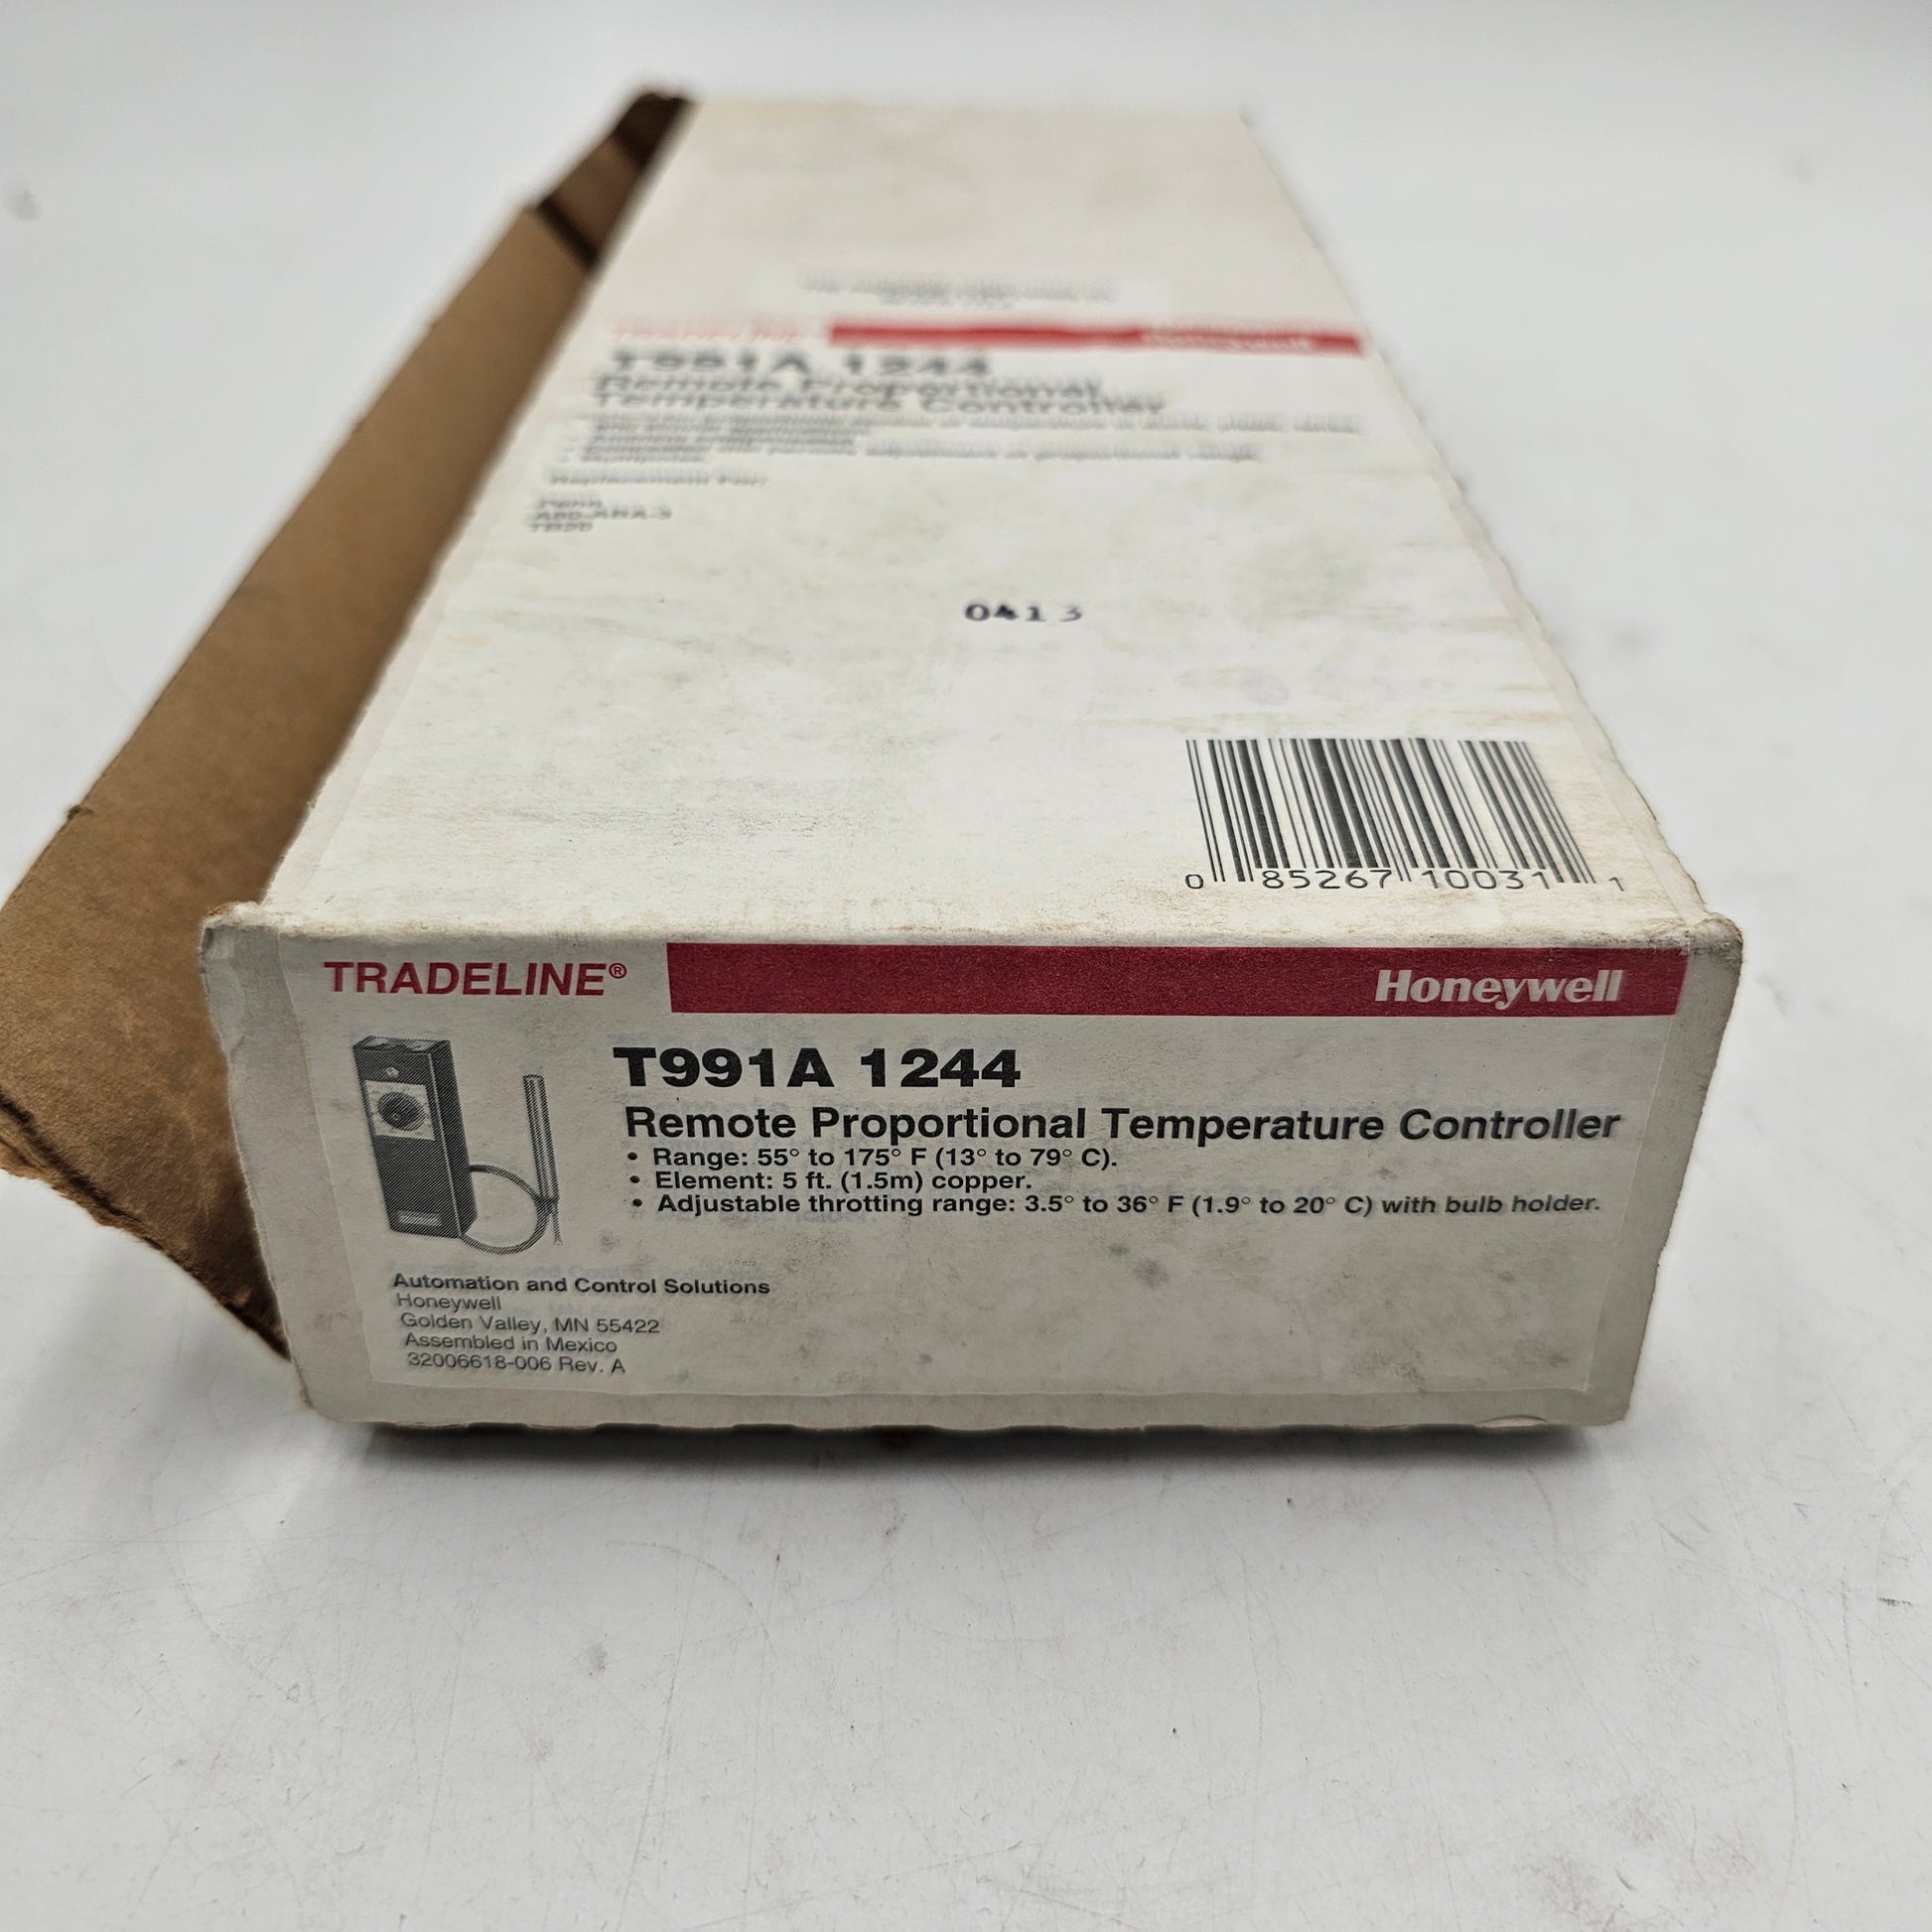 Honeywell
T991A 1244
Remote Proportional
Temperature Controller
Replacement For:
0413
0 85267 10031 1
TRADELINE®
Honeywell
T991A 1244
Remote Proportional Temperature Controller
• Range: 55° to 175° F (13° to 79° C).
• Element: 5 ft. (1.5m) copper.
• Adjustable throtting range: 3.5° to 36° F (1.9° to 20° C) with bulb holder.
Automation and Control Solutions
Honeywell
Golden Valley, MN 55422
Assembled in Mexico
32006618-006 Rev. A